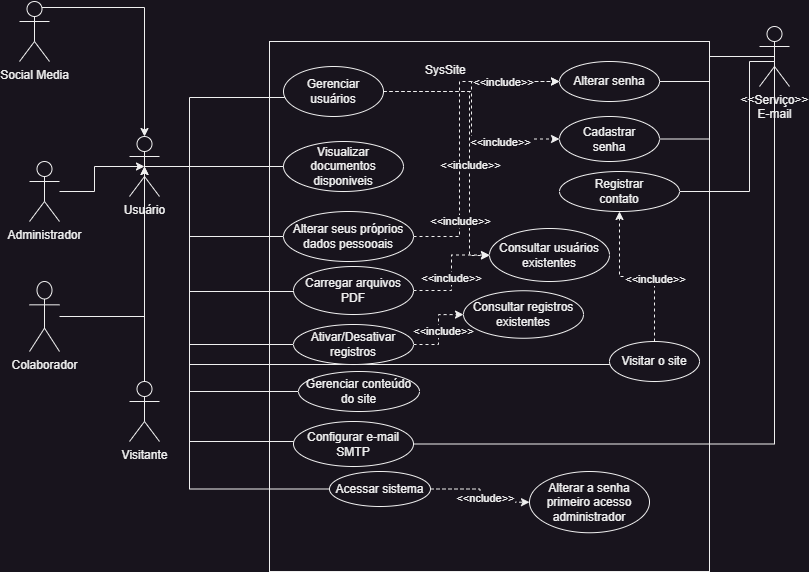 Social Media
SysSite
Gerenciar
usuários
<<include>>
Alterar senha
<<Serviço>>
E-mail
Cadastrar
senha
<<include>>
Visualizar
documentos
disponiveis
<<include>>
Registrar
contato
Usuário
Administrador
Alterar seus próprios
dados pessoais
<<include>>
Consultar usuários
existentes
Carregar arquivos
PDF
<<include>>
<<include>>
Consultar registros
existentes
Ativar/Desativar
registros
<<include>>
Colaborador
Visitar o site
Gerenciar conteúdo
do site
Configurar e-mail
SMTP
Visitante
Acessar sistema
<<nclude>>
Alterar a senha
primeiro acesso
administrador